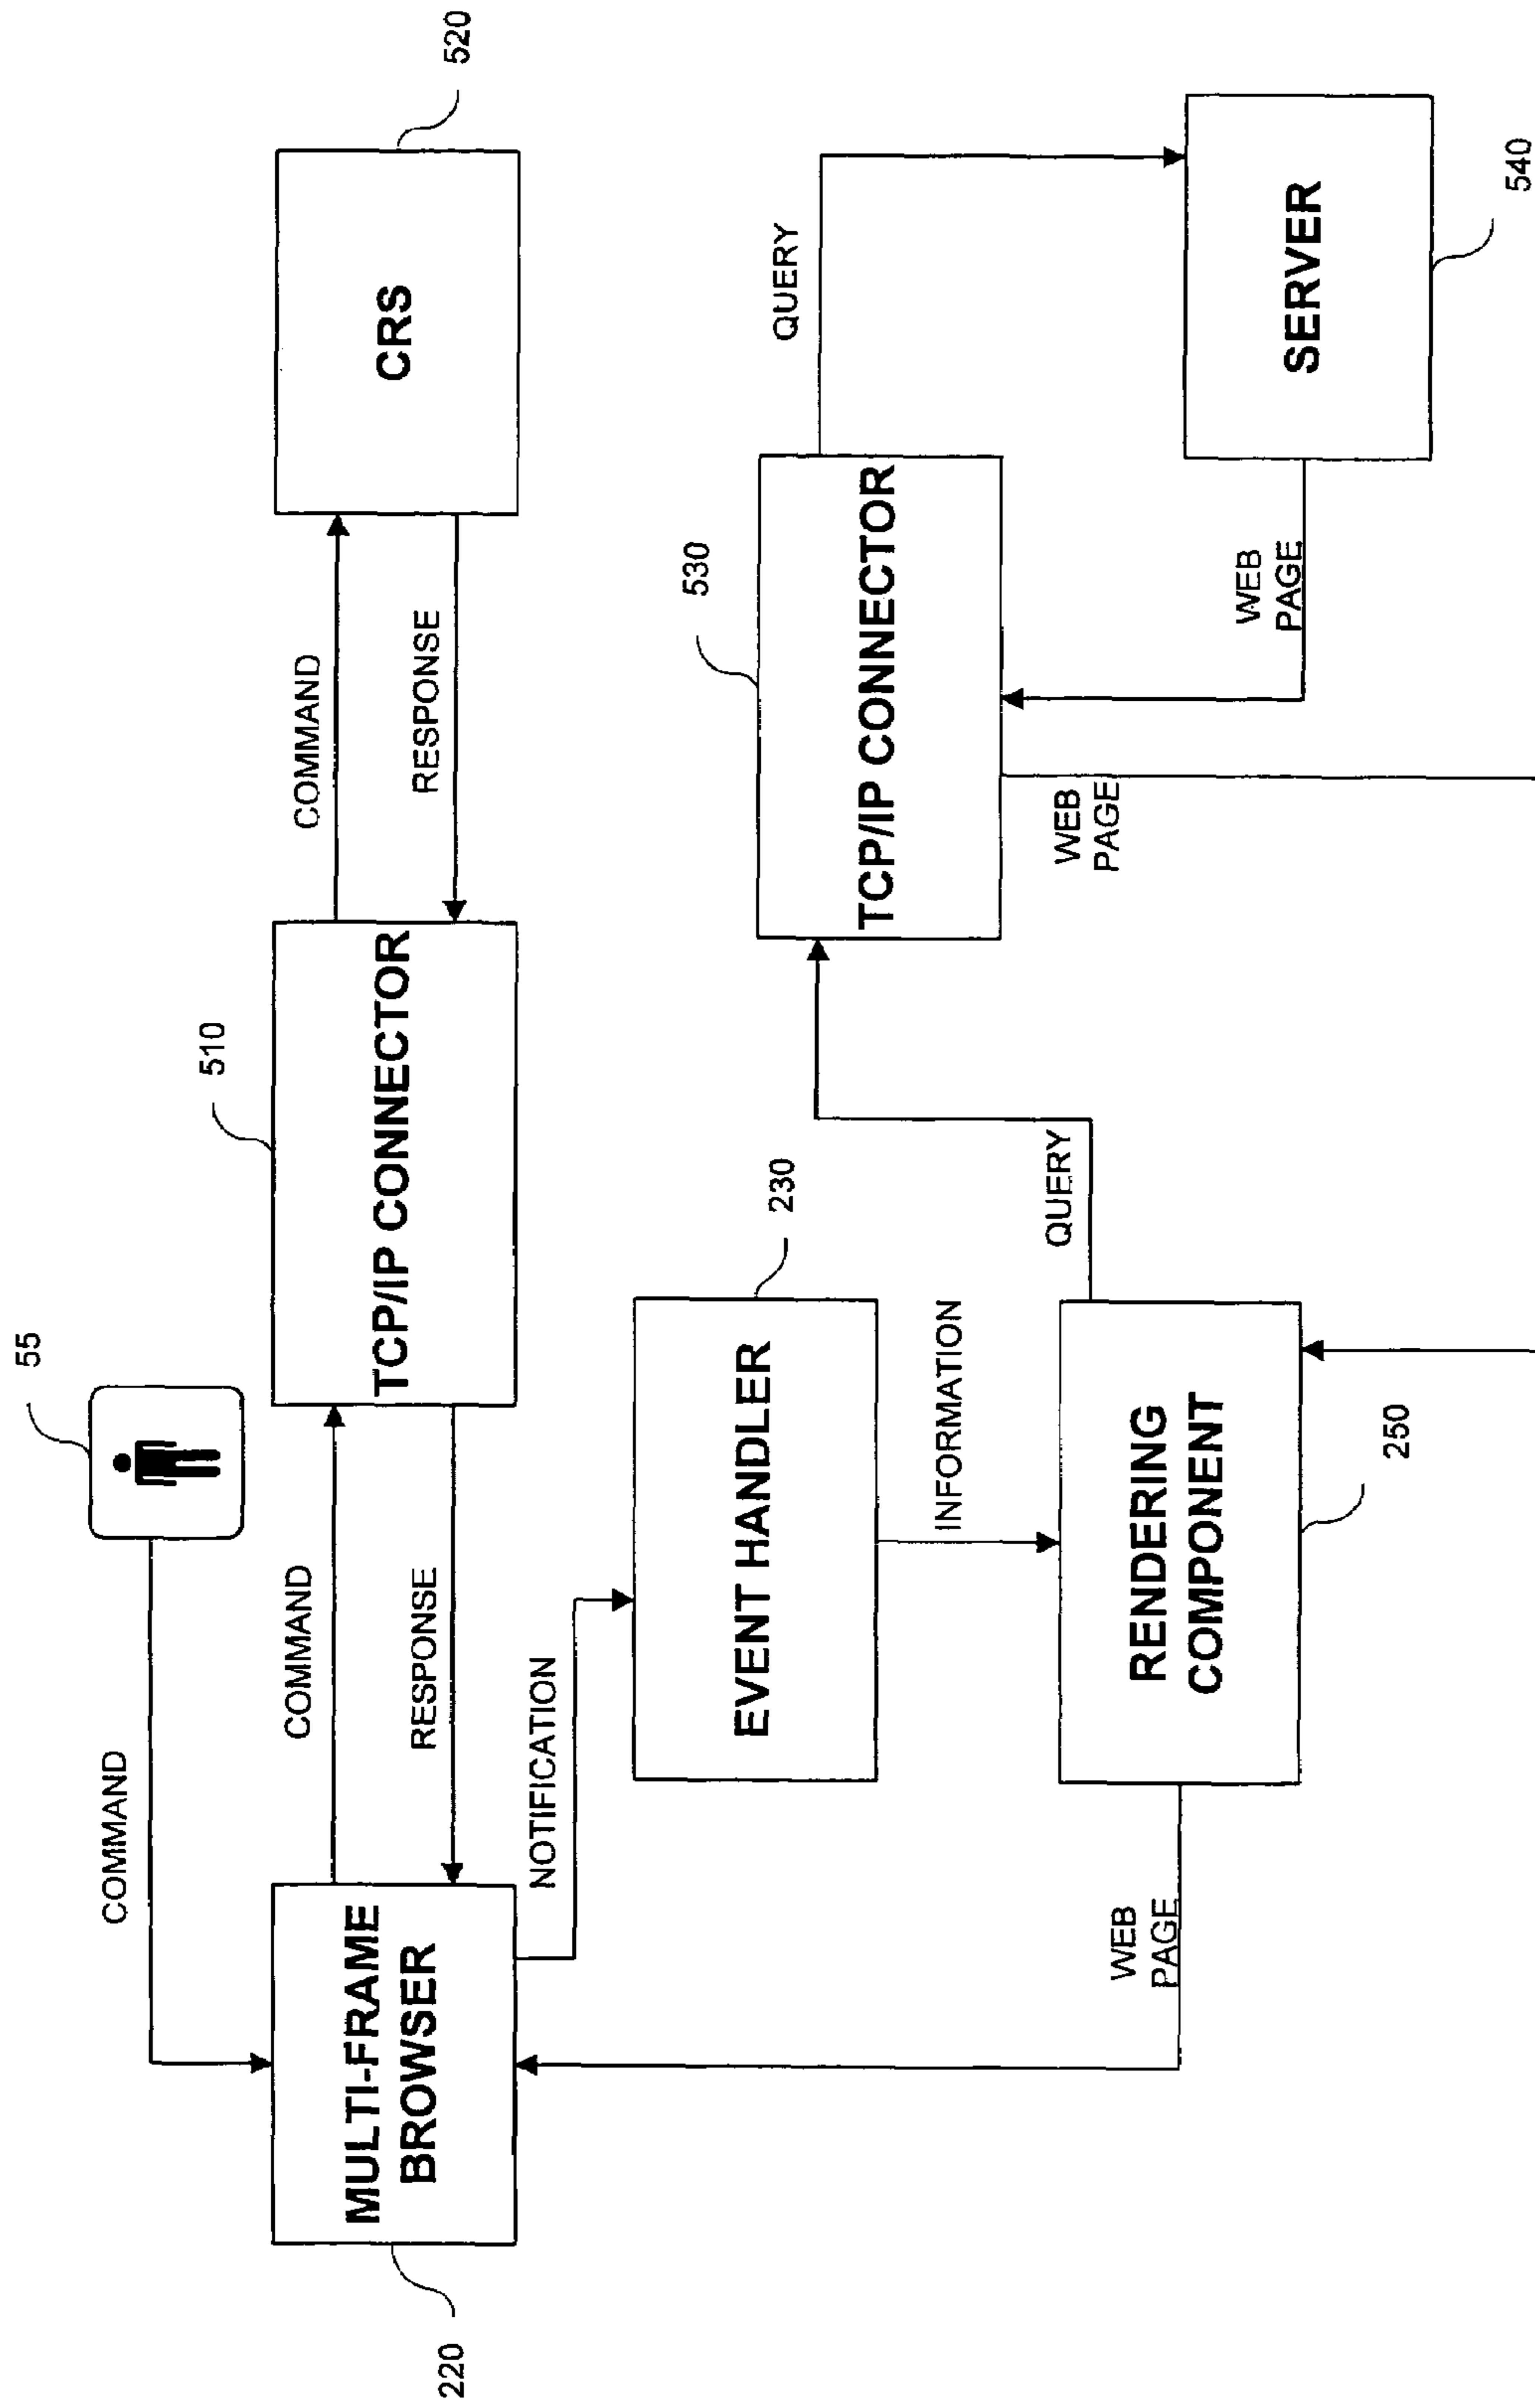 55
COMMAND
510
520
MULTI-FRAME
BROWSER
220
COMMAND
RESPONSE
TCP/IP CONNECTOR
COMMAND
RESPONSE
CRS
NOTIFICATION
EVENT HANDLER
230
INFORMATION
530
TCP/IP CONNECTOR
QUERY
QUERY
WEB
PAGE
RENDERING
COMPONENT
250
WEB
PAGE
WEB
PAGE
SERVER
540